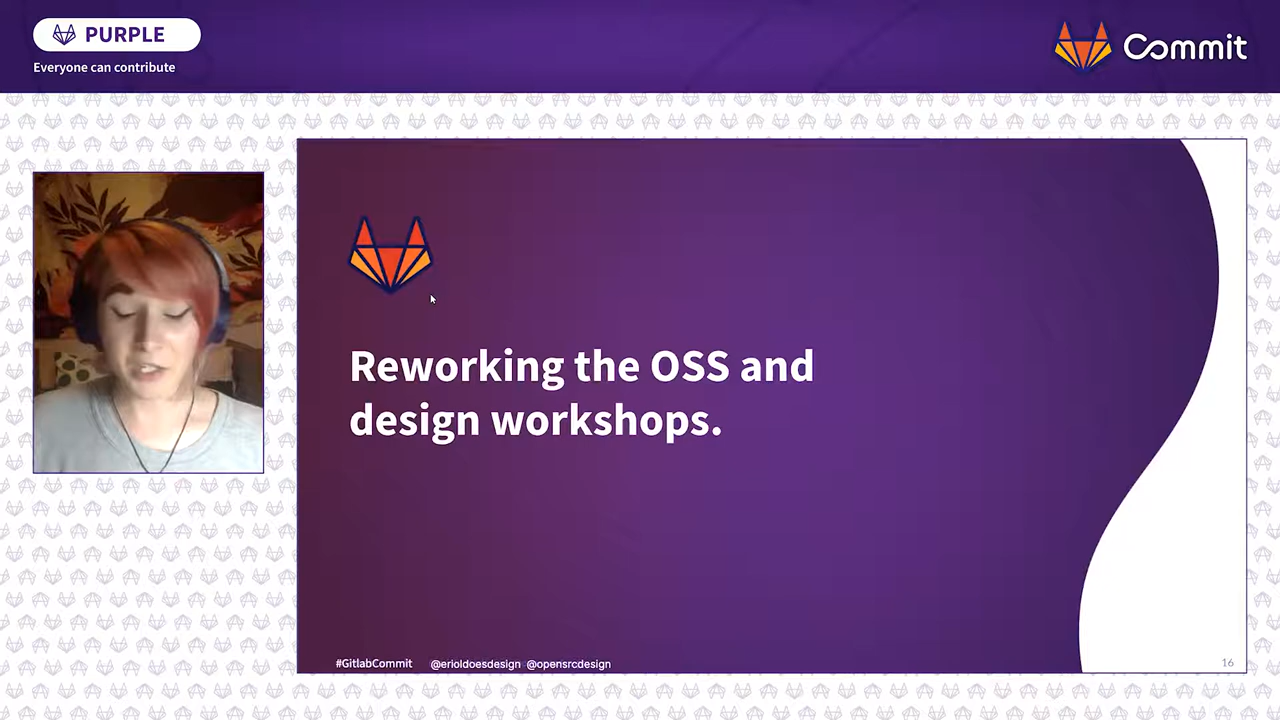 PURPLE
Everyone can contribute
Commit
Reworking the OSS and
design workshops.
#GitlabCommit @erioldoesdesign @opensrcdesign
16